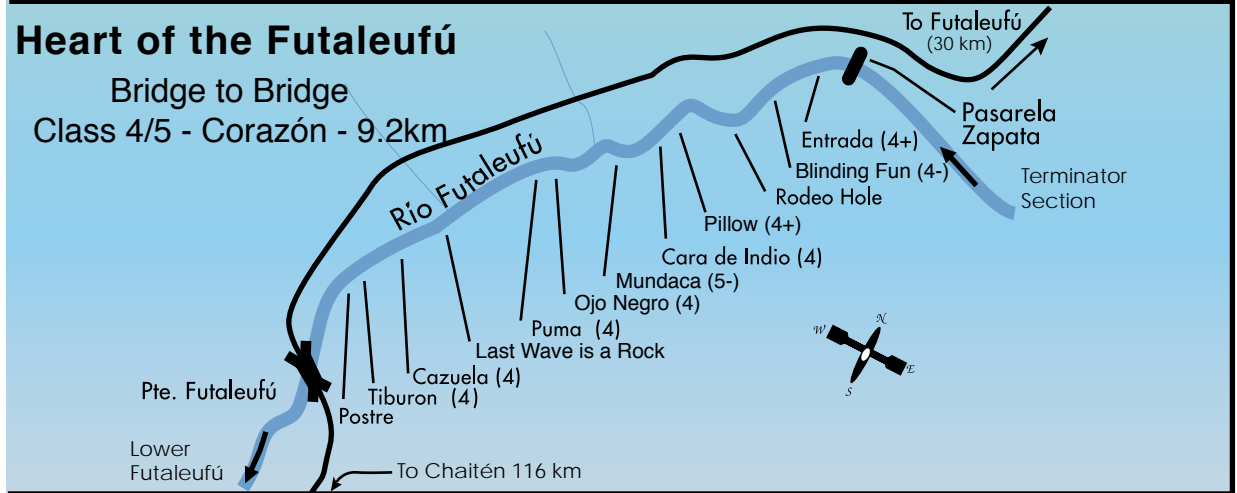 Heart of the Futaleufú
Bridge to Bridge
Class 4/5 - Corazón - 9.2km
To Futaleufú
(30 km)
Pasarela
Zapata
Terminator
Section
Río Futaleufú
Entrada (4+)
Blinding Fun (4-)
Rodeo Hole
Pillow (4+)
Cara de Indio (4)
Mundaca (5-)
Ojo Negro (4)
Puma (4)
Last Wave is a Rock
Cazuela (4)
Tiburon (4)
Postre
Pte. Futaleufú
Lower
Futaleufú
To Chaitén 116 km
N
W
E
S